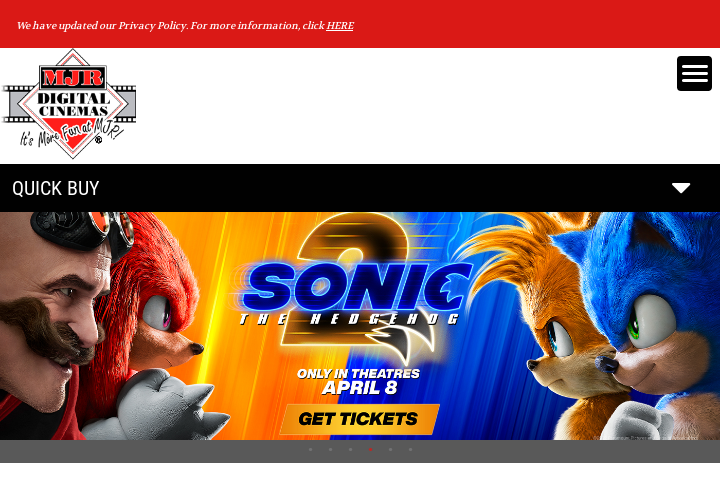 We have updated our Privacy Policy. For more information, click HERE
MJR
DIGITAL
CINEMAS
It's More Fun at MJR!
®
QUICK BUY
2
SONIC
THE HEDGEHOG
ONLY IN THEATRES
APRIL 8
GET TICKETS